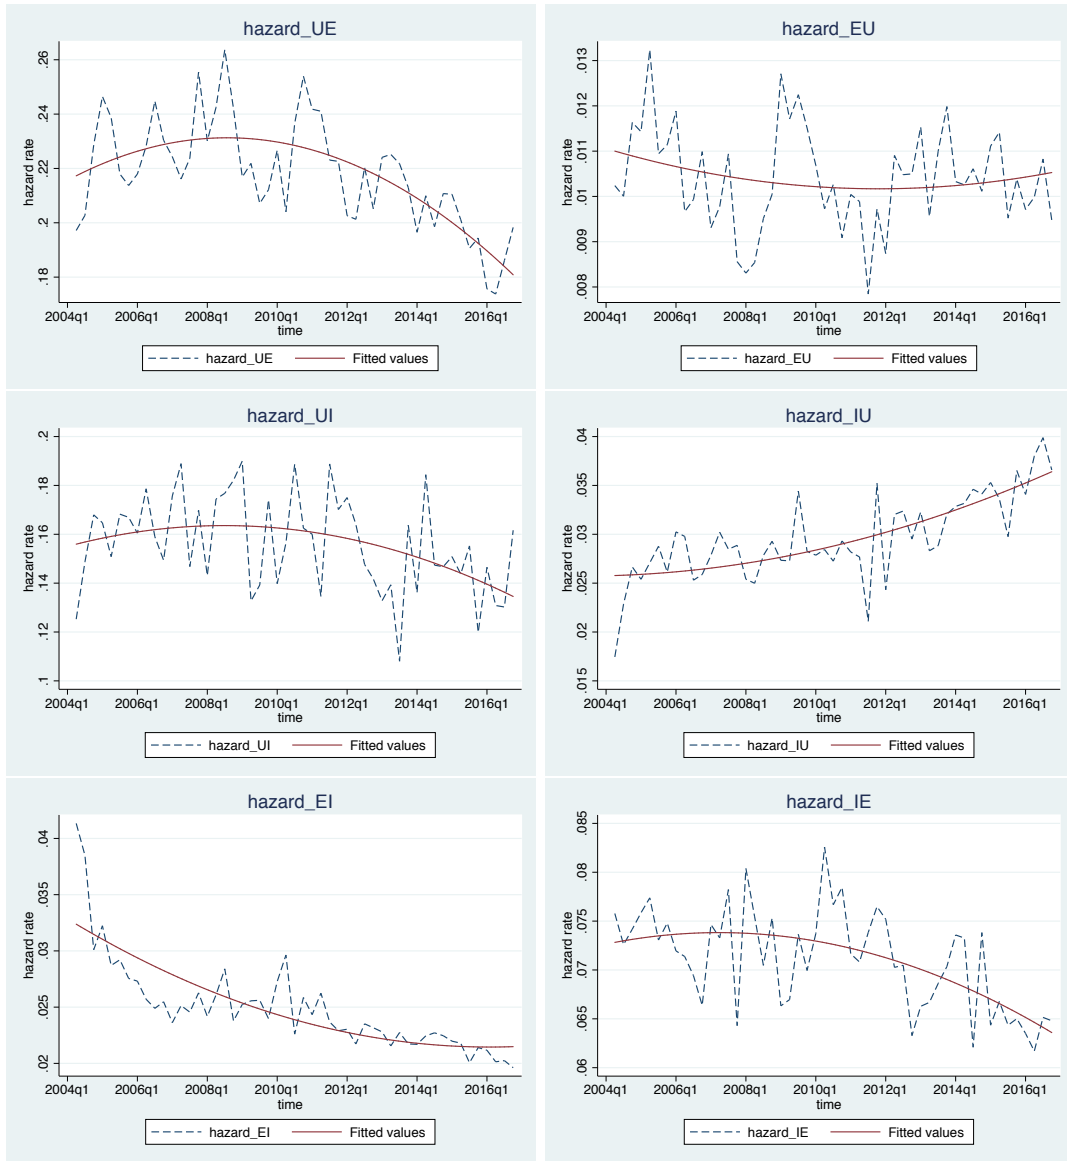 hazard_UE
hazard rate
.18 .2 .22 .24 .26
2004q1 2006q1 2008q1 2010q1 2012q1 2014q1 2016q1
time
hazard_UE Fitted values
hazard_EU
hazard rate
.008 .009 .01 .011 .012 .013
2004q1 2006q1 2008q1 2010q1 2012q1 2014q1 2016q1
time
hazard_EU Fitted values
hazard_UI
hazard rate
.1 .12 .14 .16 .18 .2
2004q1 2006q1 2008q1 2010q1 2012q1 2014q1 2016q1
time
hazard_UI Fitted values
hazard_IU
hazard rate
.015 .02 .025 .03 .035 .04
2004q1 2006q1 2008q1 2010q1 2012q1 2014q1 2016q1
time
hazard_IU Fitted values
hazard_EI
hazard rate
.02 .025 .03 .035 .04
2004q1 2006q1 2008q1 2010q1 2012q1 2014q1 2016q1
time
hazard_EI Fitted values
hazard_IE
hazard rate
.06 .065 .07 .075 .08 .085
2004q1 2006q1 2008q1 2010q1 2012q1 2014q1 2016q1
time
hazard_IE Fitted values